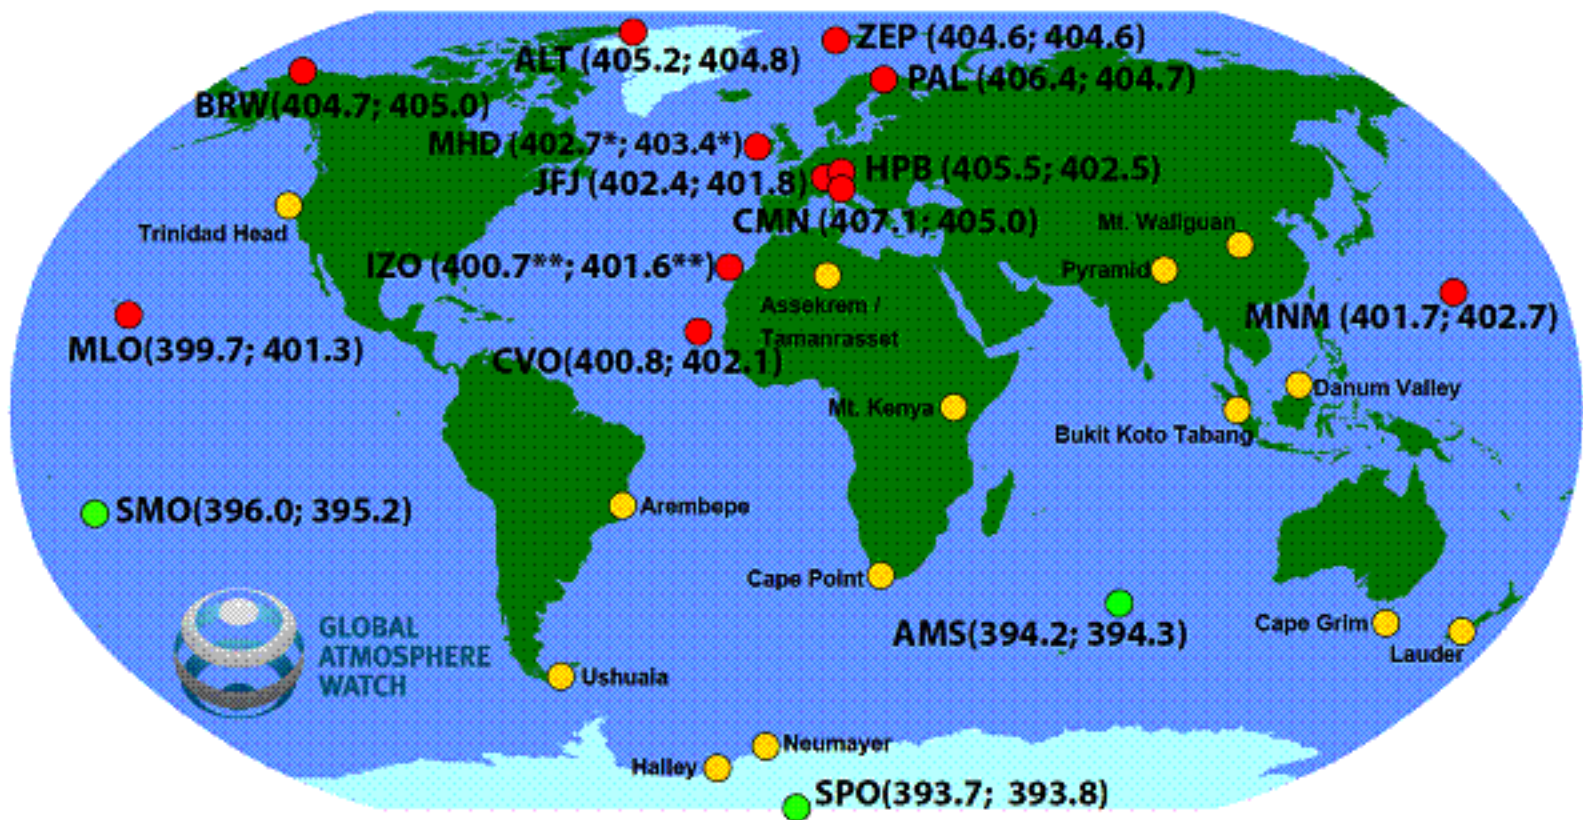 ZEP (404.6; 404.6)
ALT (405.2; 404.8)
PAL (406.4; 404.7)
BRW(404.7; 405.0)
MHD (402.7*; 403.4*)
HPB (405.5; 402.5)
JFJ (402.4; 401.8)
CMN (407.1; 405.0)
Mt. Wallguan
Trinidad Head
IZO (400.7**; 401.6**)
Pyramid
Assekrem /
Tamanrasset
MNM (401.7; 402.7)
MLO(399.7; 401.3)
CVO(400.8; 402.1)
Danum Valley
Mt. Kenya
Bukit Koto Tabang
SMO(396.0; 395.2)
Arembepe
Cape Point
Cape Grim
AMS(394.2; 394.3)
Lauder
GLOBAL
ATMOSPHERE
WATCH
Ushuaia
Neumayer
Halley
SPO(393.7; 393.8)